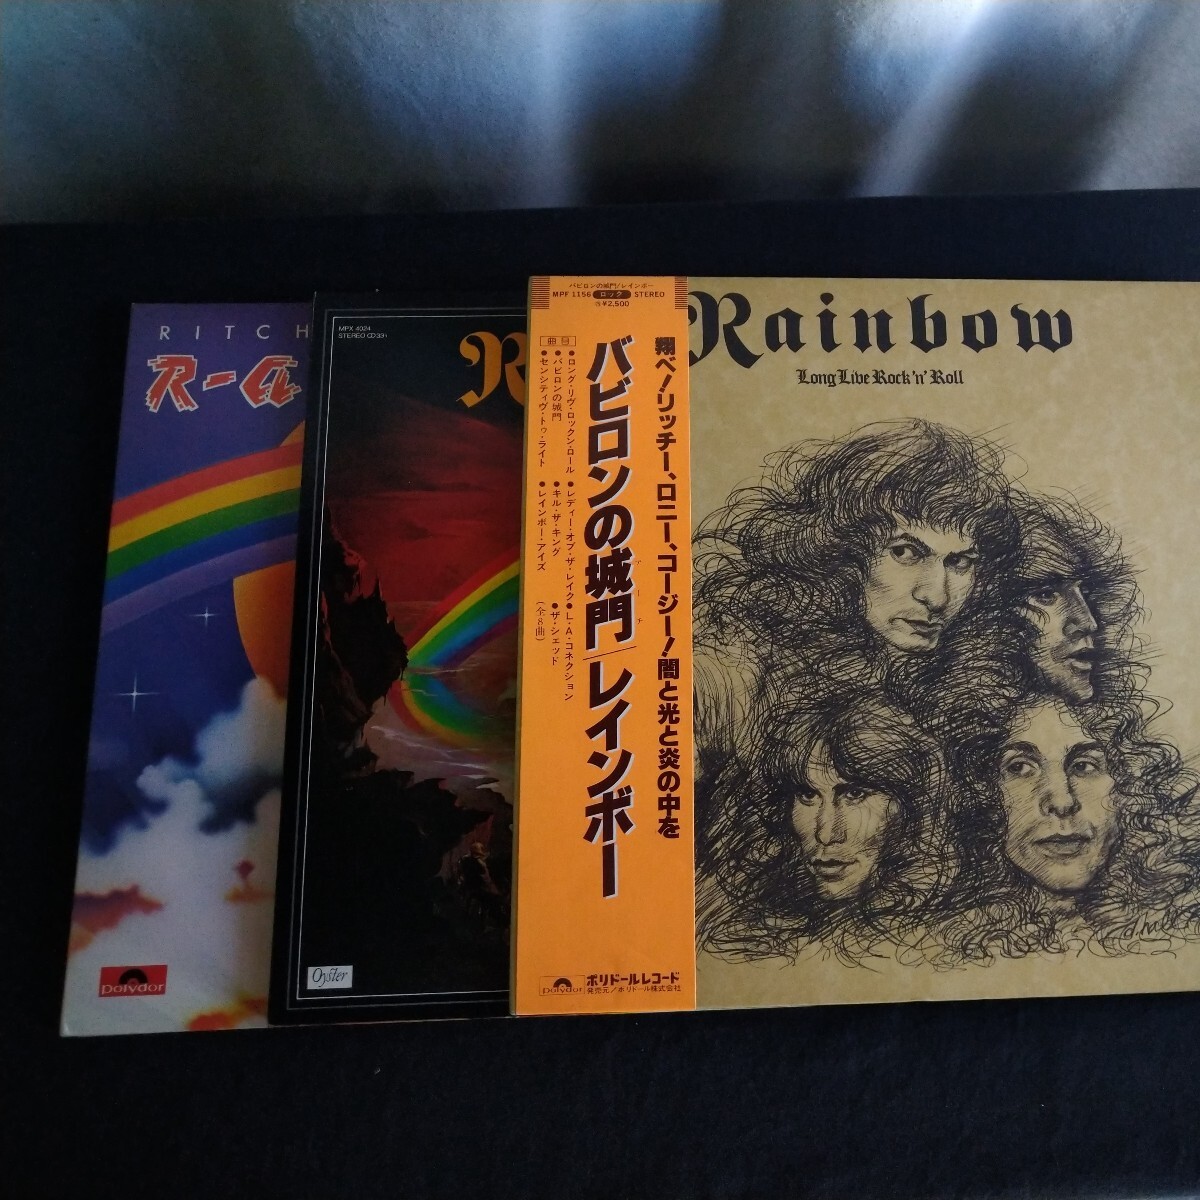 RITCH
R-
polydor
MPX 4024
STEREO CD33⅓
R
Oyster
バビロンの城門/レインボー
MPF 1156 ロック STEREO
¥2,500
曲目
●ロング・リヴ・ロックン・ロール
●バビロンの城門
●センシティヴ・トゥ・ライト
●レディー・オブ・ザ・レイク
●キル・ザ・キング
●レインボー・アイズ
●L・A・コネクション
●ザ・シェッド
(全8曲)
バビロンの城門/レインボー
翔べ!リッチー、ロニー、コージー!闇と光と炎の中を
polydor
ポリドールレコード
発売元/ポリドール株式会社
Rainbow
Long Live Rock 'n' Roll